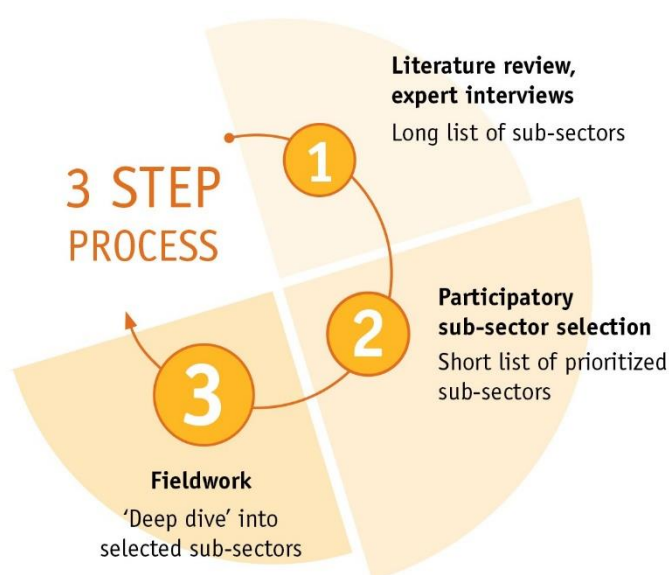 3 STEP
PROCESS
1
Literature review,
expert interviews
Long list of sub-sectors
2
Participatory
sub-sector selection
Short list of prioritized
sub-sectors
3
Fieldwork
‘Deep dive’ into
selected sub-sectors